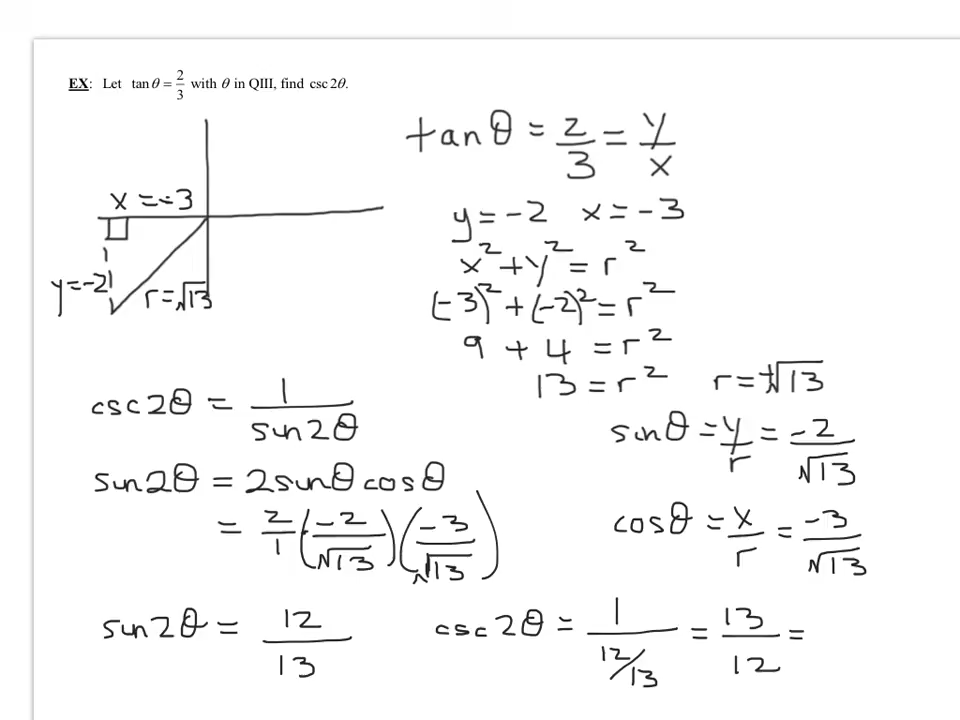 EX: Let tan θ = 2/3 with θ in QIII, find csc 2θ.
tan θ = 2/3 = y/x
x = -3
y = -2 x = -3
x² + y² = r²
y = -2
r = √13
(-3)² + (-2)² = r²
9 + 4 = r²
13 = r² r = +√13
csc 2θ = 1/sin 2θ
sin θ = y/r = -2/√13
sin 2θ = 2 sin θ cos θ
= 2/1 (-2/√13)(-3/√13)
cos θ = x/r = -3/√13
sin 2θ = 12/13
csc 2θ = 1/(12/13) = 13/12 =